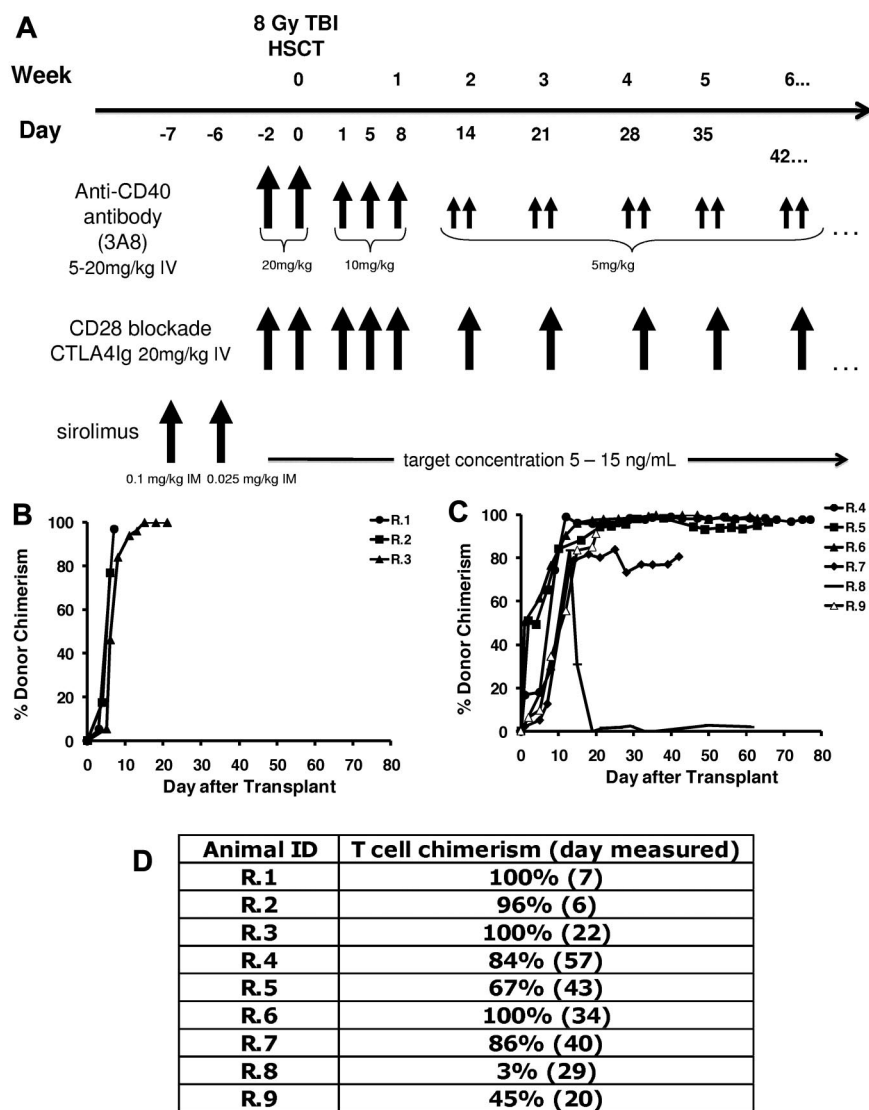 A
8 Gy TBI
HSCT
Week 0 1 2 3 4 5 6...
Day -7 -6 -2 0 1 5 8 14 21 28 35
42...
Anti-CD40
antibody
(3A8)
5-20mg/kg IV
20mg/kg 10mg/kg 5mg/kg
...
CD28 blockade
CTLA4Ig 20mg/kg IV
...
sirolimus
target concentration 5 – 15 ng/mL
0.1 mg/kg IM 0.025 mg/kg IM
B
% Donor Chimerism
100
80
60
40
20
0
0 10 20 30 40 50 60 70 80
Day after Transplant
R.1
R.2
R.3
C
% Donor Chimerism
100
80
60
40
20
0
0 10 20 30 40 50 60 70 80
Day after Transplant
R.4
R.5
R.6
R.7
R.8
R.9
D
Animal ID T cell chimerism (day measured)
R.1 100% (7)
R.2 96% (6)
R.3 100% (22)
R.4 84% (57)
R.5 67% (43)
R.6 100% (34)
R.7 86% (40)
R.8 3% (29)
R.9 45% (20)